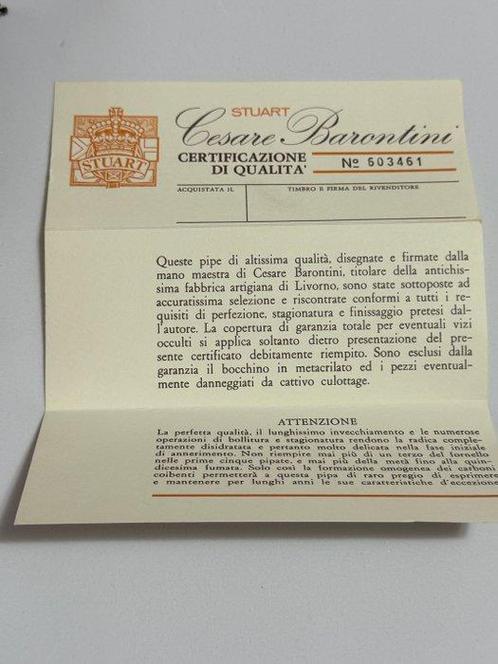 STUART
STUART
Cesare Barontini
CERTIFICAZIONE
DI QUALITA'
Nº 603461
ACQUISTATA IL
TIMBRO E FIRMA DEL RIVENDITORE
Queste pipe di altissima qualità, disegnate e firmate dalla
mano maestra di Cesare Barontini, titolare della antichis-
sima fabbrica artigiana di Livorno, sono state sottoposte ad
accuratissima selezione e riscontrate conformi a tutti i re-
quisiti di perfezione, stagionatura e finissaggio pretesi dal-
l'autore. La copertura di garanzia totale per eventuali vizi
occulti si applica soltanto dietro presentazione del pre-
sente certificato debitamente riempito. Sono esclusi dalla
garanzia il bocchino in metacrilato ed i pezzi eventual-
mente danneggiati da cattivo culottage.
ATTENZIONE
La perfetta qualità, il lunghissimo invecchiamento e le numerose
operazioni di bollitura e stagionatura rendono la radica comple-
tamente disidratata e pertanto molto delicata nella fase iniziale
di annerimento. Non riempite mai più di un terzo del fornello
nelle prime cinque pipate, e mai più della metà fino alla quin-
dicesima fumata. Solo così la formazione omogenea dei carboni
coibenti permetterà a questa pipa di raro pregio di esprimere
e mantenere per lunghi anni le sue caratteristiche d'eccezione